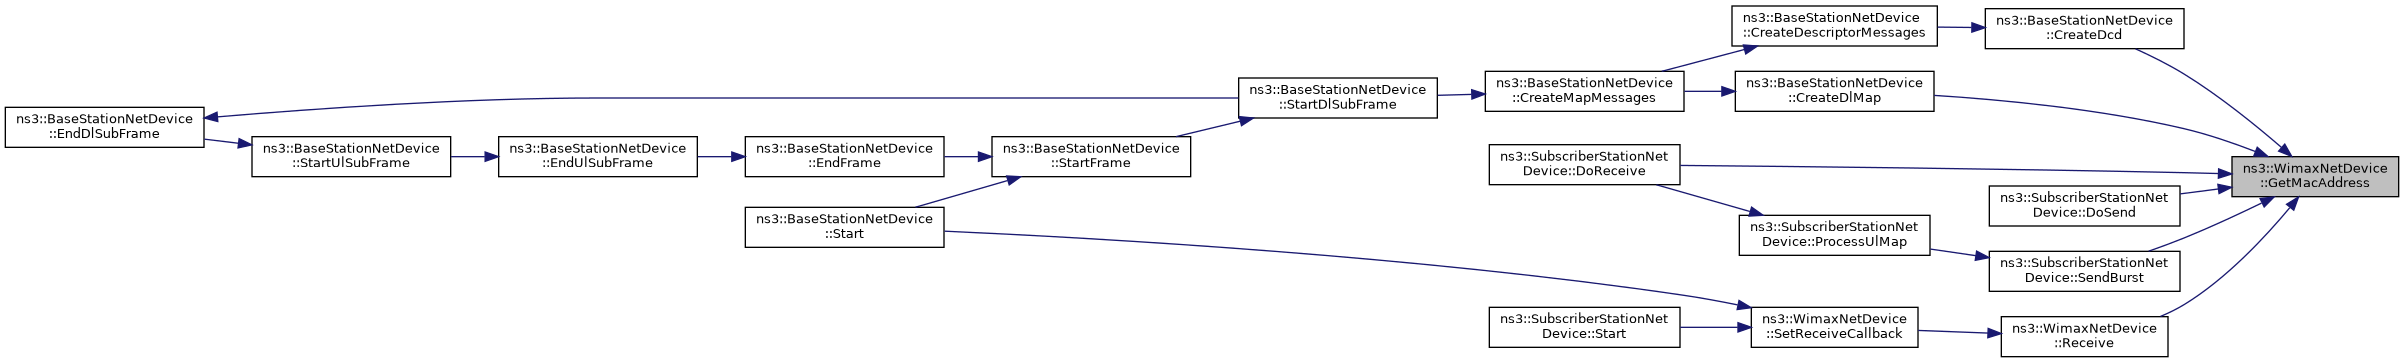 ns3::BaseStationNetDevice
::EndDlSubFrame
ns3::BaseStationNetDevice
::StartUlSubFrame
ns3::BaseStationNetDevice
::EndUlSubFrame
ns3::BaseStationNetDevice
::EndFrame
ns3::BaseStationNetDevice
::Start
ns3::BaseStationNetDevice
::StartFrame
ns3::BaseStationNetDevice
::StartDlSubFrame
ns3::BaseStationNetDevice
::CreateMapMessages
ns3::SubscriberStationNet
Device::DoReceive
ns3::SubscriberStationNet
Device::Start
ns3::BaseStationNetDevice
::CreateDescriptorMessages
ns3::BaseStationNetDevice
::CreateDlMap
ns3::SubscriberStationNet
Device::ProcessUlMap
ns3::WimaxNetDevice
::SetReceiveCallback
ns3::BaseStationNetDevice
::CreateDcd
ns3::SubscriberStationNet
Device::DoSend
ns3::SubscriberStationNet
Device::SendBurst
ns3::WimaxNetDevice
::Receive
ns3::WimaxNetDevice
::GetMacAddress